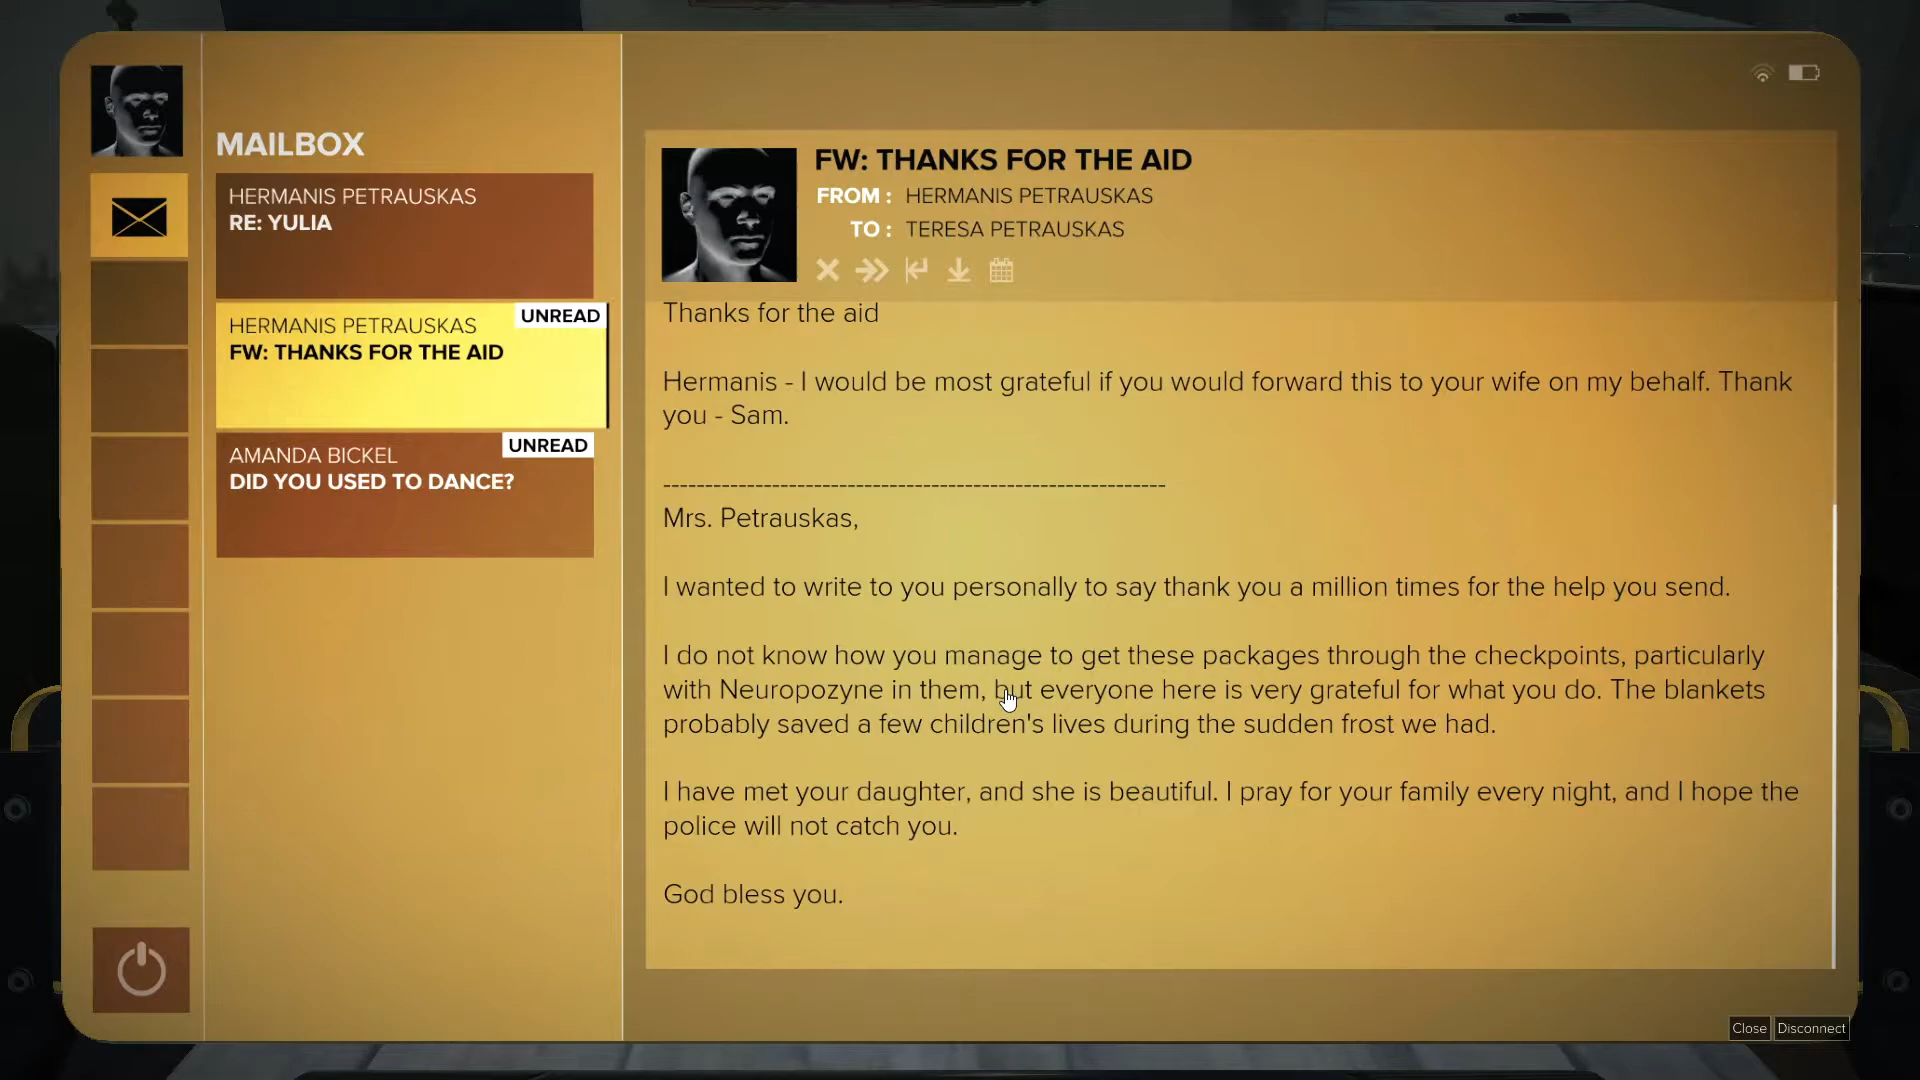 MAILBOX
HERMANIS PETRAUSKAS
RE: YULIA
UNREAD
HERMANIS PETRAUSKAS
FW: THANKS FOR THE AID
UNREAD
AMANDA BICKEL
DID YOU USED TO DANCE?
FW: THANKS FOR THE AID
FROM : HERMANIS PETRAUSKAS
TO : TERESA PETRAUSKAS
Thanks for the aid
Hermanis - I would be most grateful if you would forward this to your wife on my behalf. Thank
you - Sam.
------------------------------------------------------------
Mrs. Petrauskas,
I wanted to write to you personally to say thank you a million times for the help you send.
I do not know how you manage to get these packages through the checkpoints, particularly
with Neuropozyne in them, but everyone here is very grateful for what you do. The blankets
probably saved a few children's lives during the sudden frost we had.
I have met your daughter, and she is beautiful. I pray for your family every night, and I hope the
police will not catch you.
God bless you.
Close Disconnect